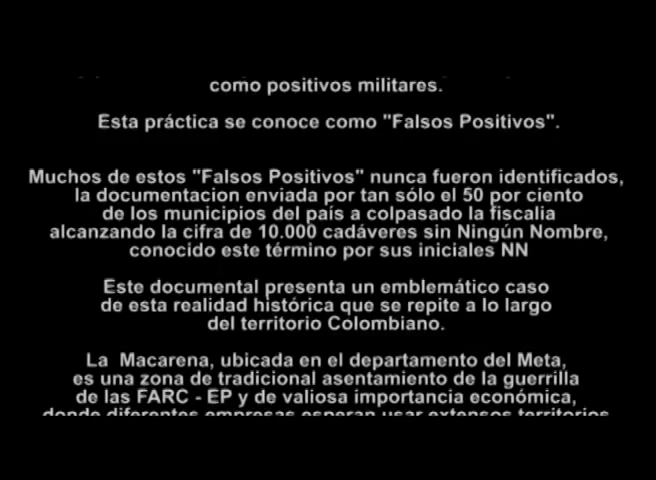 como positivos militares.
Esta práctica se conoce como "Falsos Positivos".
Muchos de estos "Falsos Positivos" nunca fueron identificados,
la documentacion enviada por tan sólo el 50 por ciento
de los municipios del país a colpasado la fiscalia
alcanzando la cifra de 10.000 cadáveres sin Ningún Nombre,
conocido este término por sus iniciales NN
Este documental presenta un emblemático caso
de esta realidad histórica que se repite a lo largo
del territorio Colombiano.
La Macarena, ubicada en el departamento del Meta,
es una zona de tradicional asentamiento de la guerrilla
de las FARC - EP y de valiosa importancia económica,
donde diferentes empresas esperan usar extensos territorios